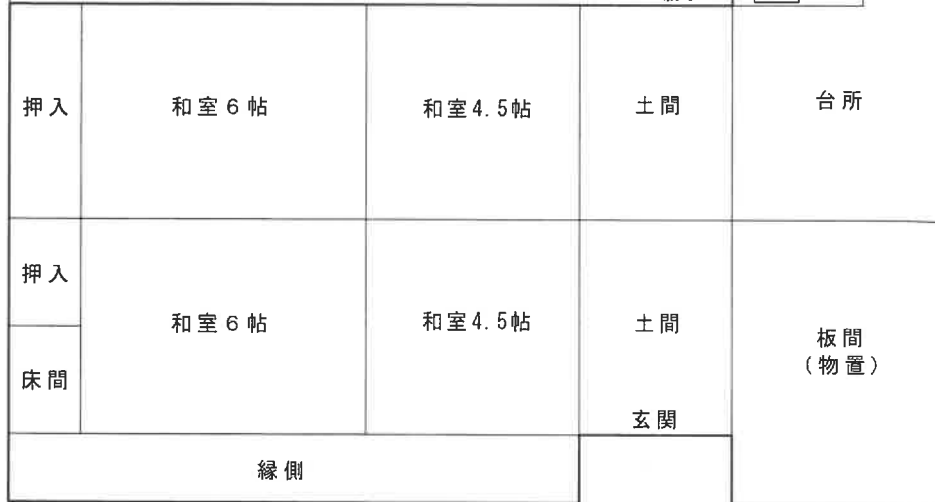 押入
和室6帖
和室4.5帖
土間
台所
押入
和室6帖
和室4.5帖
土間
板間
(物置)
床間
玄関
縁側